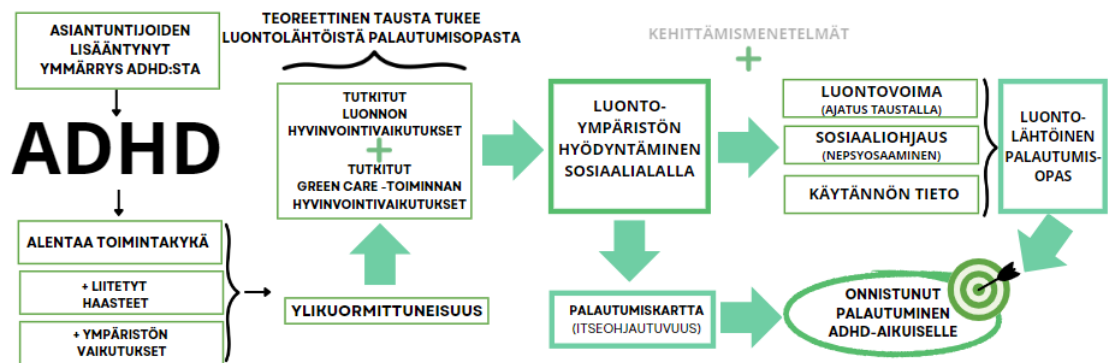 ASIANTUNTIJOIDEN
LISÄÄNTYNYT
YMMÄRRYS ADHD:STA
ADHD
ALENTAA TOIMINTAKYKÄ
+ LIITETYT
HAASTEET
+ YMPÄRISTÖN
VAIKUTUKSET
YLIKUORMITTUNEISUUS
TEOREETTINEN TAUSTA TUKEE
LUONTOLÄHTÖISTÄ PALAUTUMISOPASTA
TUTKITUT
LUONNON
HYVINVOINTIVAIKUTUKSET
+
TUTKITUT
GREEN CARE -TOIMINNAN
HYVINVOINTIVAIKUTUKSET
LUONTO-
YMPÄRISTÖN
HYÖDYNTÄMINEN
SOSIAALIALALLA
KEHITTÄMISMENETELMÄT
+
LUONTOVOIMA
(AJATUS TAUSTALLA)
SOSIAALIOHJAUS
(NEPSYOSAAMINEN)
KÄYTÄNNÖN TIETO
LUONTO-
LÄHTÖINEN
PALAUTUMIS-
OPAS
PALAUTUMISKARTTA
(ITSEOHJAUTUVUUS)
ONNISTUNUT
PALAUTUMINEN
ADHD-AIKUISELLE